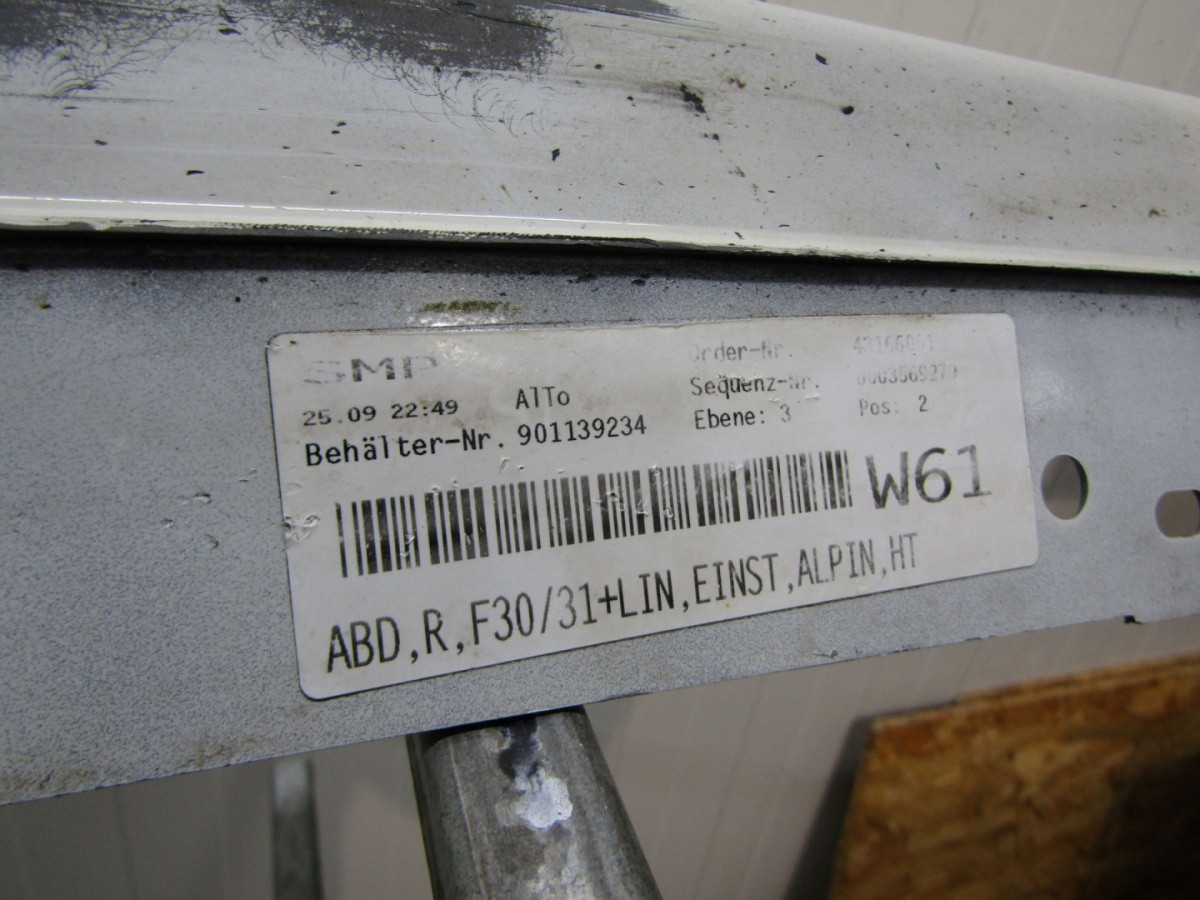 SMP
25.09 22:49 AlTo
Behälter-Nr. 901139234
Order-Nr.
Sequenz-Nr.
Ebene: 3 Pos: 2
W61
ABD,R,F30/31+LIN,EINST,ALPIN,HT